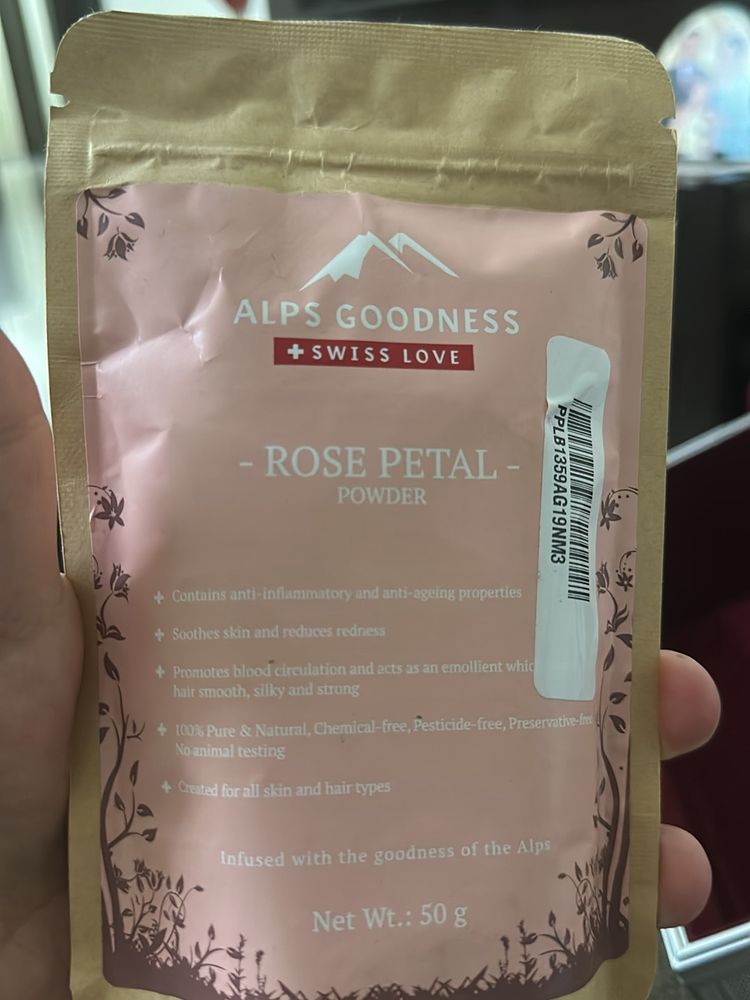 ALPS GOODNESS
SWISS LOVE
- ROSE PETAL -
POWDER
PPLB1359AG19NM3
Contains anti-inflammatory and anti-ageing properties
Soothes skin and reduces redness
Promotes blood circulation and acts as an emollient
hair smooth, silky and strong
100% Pure & Natural, Chemical-free, Pesticide-free, Preservative-free
No animal testing
Created for all skin and hair types
Infused with the goodness of the Alps
Net Wt.: 50 g